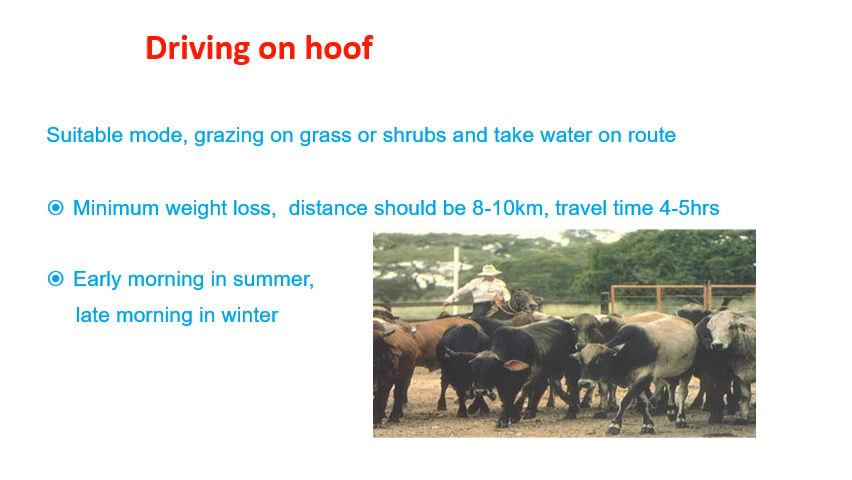 Driving on hoof
Suitable mode, grazing on grass or shrubs and take water on route
Minimum weight loss,  distance should be 8-10km, travel time 4-5hrs
Early morning in summer,
late morning in winter